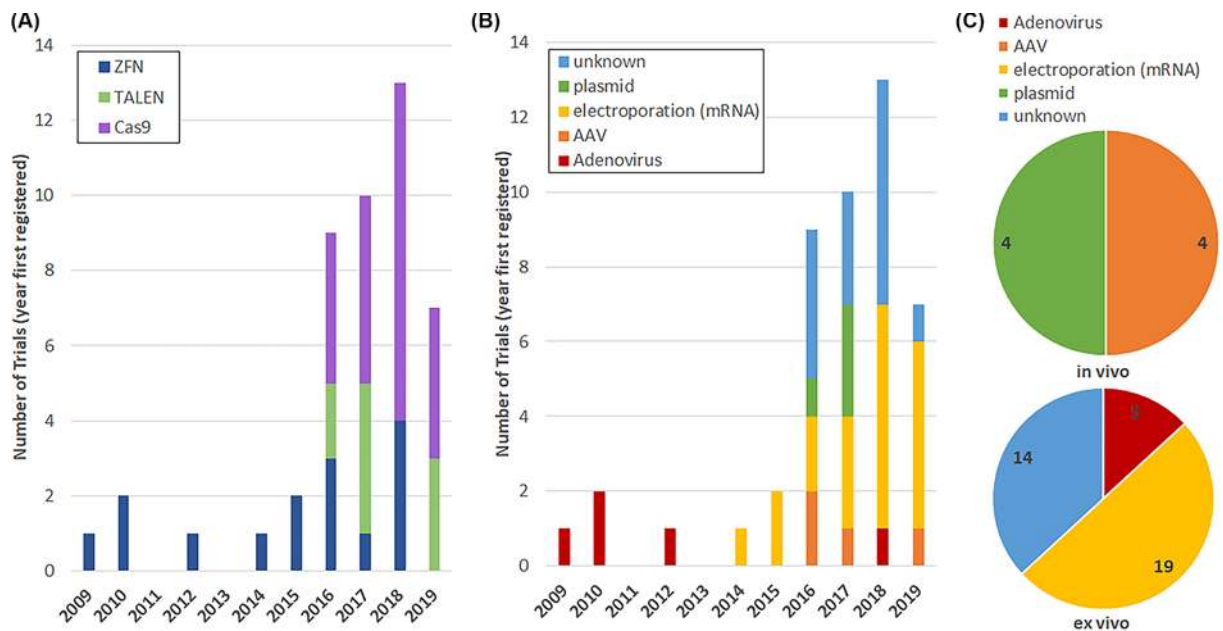 (A)
Number of Trials (year first registered)
14
12
10
8
6
4
2
0
ZFN
TALEN
Cas9
2009
2010
2011
2012
2013
2014
2015
2016
2017
2018
2019
(B)
Number of Trials (year first registered)
14
12
10
8
6
4
2
0
unknown
plasmid
electroporation (mRNA)
AAV
Adenovirus
2009
2010
2011
2012
2013
2014
2015
2016
2017
2018
2019
(C)
Adenovirus
AAV
electroporation (mRNA)
plasmid
unknown
4
4
in vivo
5
14
19
ex vivo